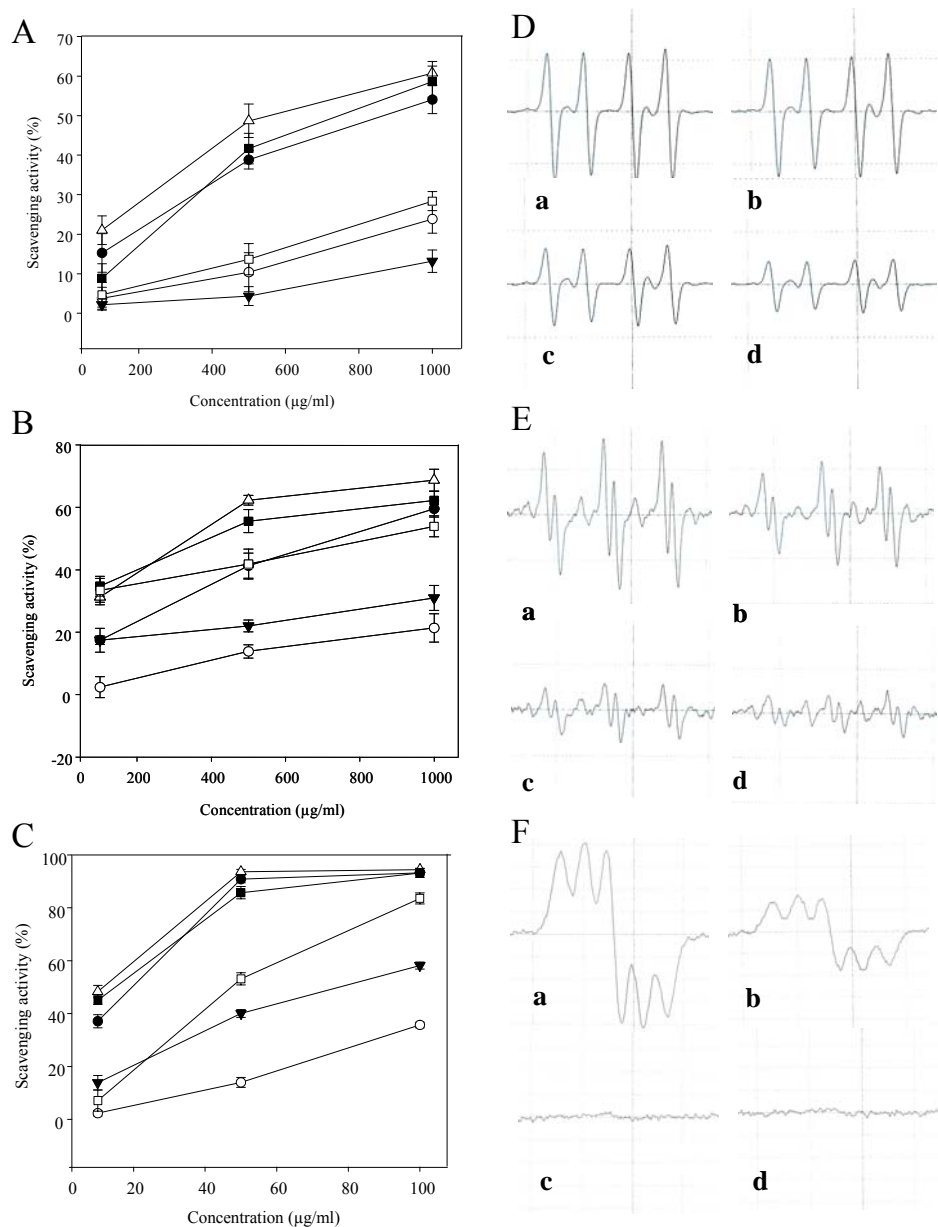 A
70
60
50
40
30
20
10
0
Scavenging activity (%)
0 200 400 600 800 1000
Concentration (µg/ml)
B
80
60
40
20
0
-20
Scavenging activity (%)
0 200 400 600 800 1000
Concentration (µg/ml)
C
100
80
60
40
20
0
Scavenging activity (%)
0 20 40 60 80 100
Concentration (µg/ml)
D
a b
c d
E
a b
c d
F
a b
c d